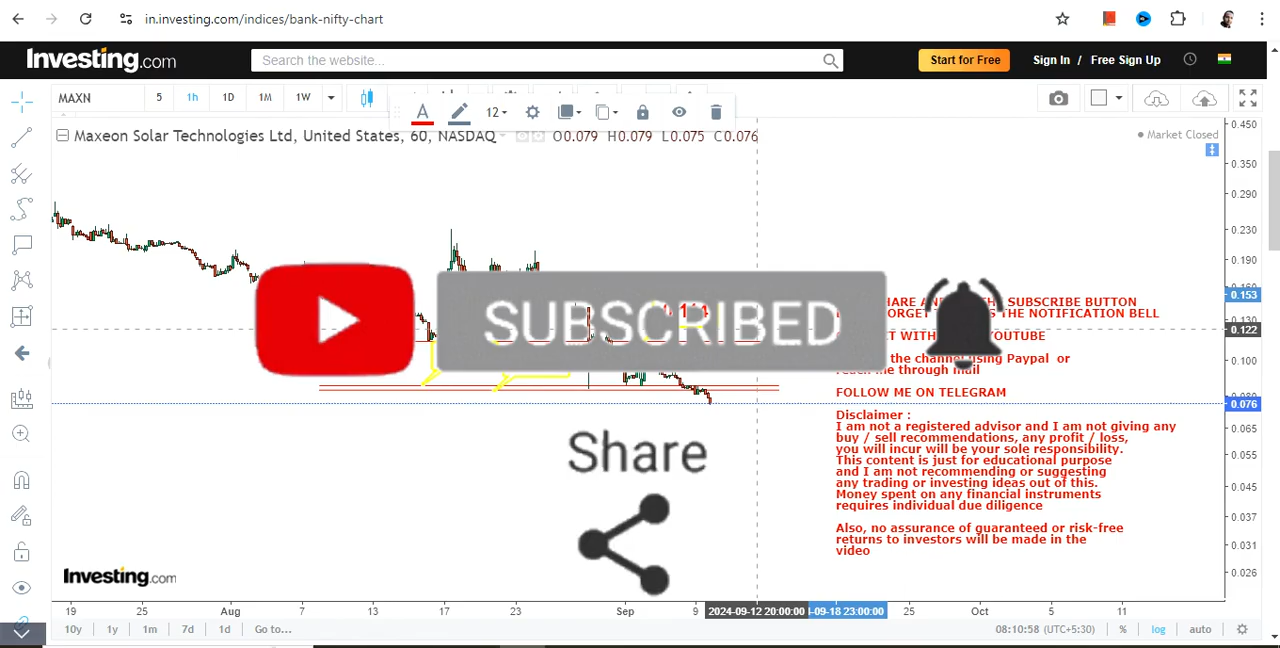 in.investing.com/indices/bank-nifty-chart
Investing.com
Search the website...
Start for Free
Sign In / Free Sign Up
MAXN
5
1h
1D
1M
1W
A
12
Maxeon Solar Technologies Ltd, United States, 60, NASDAQ
O0.079 H0.079 L0.075 C0.076
Market Closed
0.450
0.350
0.290
0.230
0.190
0.153
0.130
0.122
0.100
0.076
0.065
0.055
0.045
0.037
0.031
0.026
SUBSCRIBED
HARE AN
SUBSCRIBE BUTTON
THE NOTIFICATION BELL
the channel using Paypal or
reach me through mail
FOLLOW ME ON TELEGRAM
Disclaimer :
I am not a registered advisor and I am not giving any
buy / sell recommendations, any profit / loss,
you will incur will be your sole responsibility.
This content is just for educational purpose
and I am not recommending or suggesting
any trading or investing ideas out of this.
Money spent on any financial instruments
requires individual due diligence
Also, no assurance of guaranteed or risk-free
returns to investors will be made in the
video
Share
Investing.com
19 25 Aug 7 13 17 23 Sep 9 2024-09-12 20:00:00 -09-18 23:00:00 25 Oct 5 11
10y 1y 1m 7d 1d Go to...
08:10:58 (UTC+5:30) % log auto